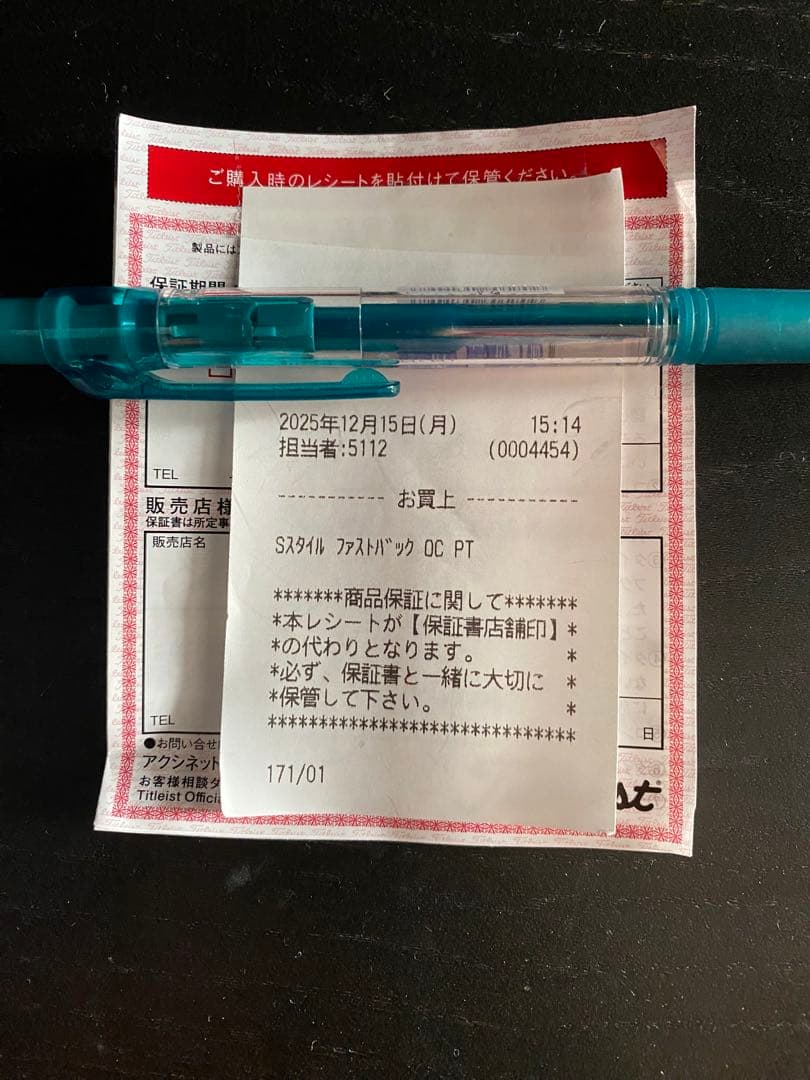 ご購入時のレシートを貼付けて保管ください。
製品には
保証期間
2025年12月15日(月) 15:14
担当者:5112 (0004454)
TEL
---------- お買上 ----------
販売店様
保証書は所定事
販売店名
Sスタイル ファストバック OC PT
*******商品保証に関して*******
*本レシートが【保証書店舗印】*
*の代わりとなります。 *
*必ず、保証書と一緒に大切に *
*保管して下さい。 *
******************************
TEL
日
●お問い合せ
アクシネット
171/01
お客様相談
Titleist Offici
st